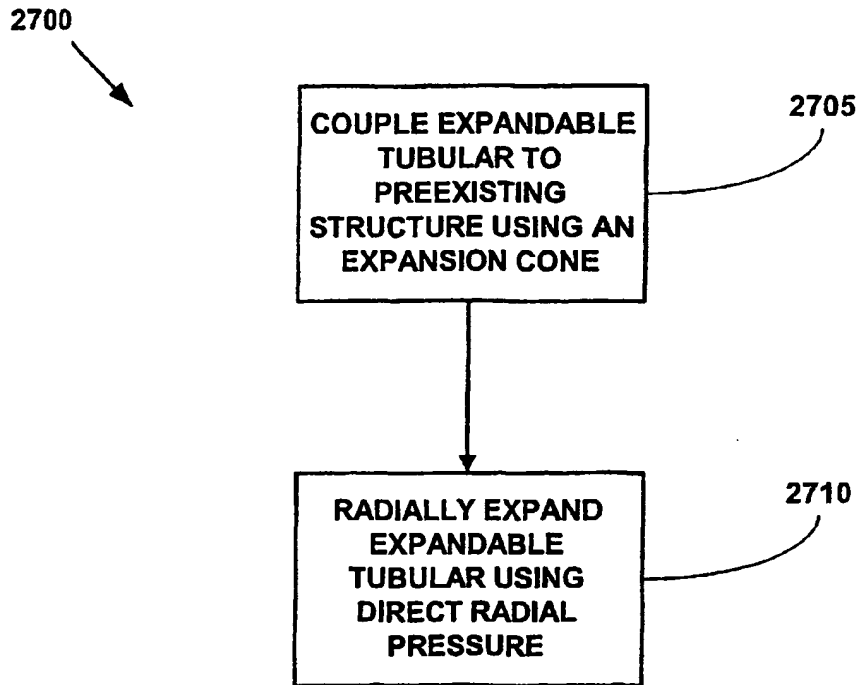 2700
2705
COUPLE EXPANDABLE
TUBULAR TO
PREEXISTING
STRUCTURE USING AN
EXPANSION CONE
2710
RADIALLY EXPAND
EXPANDABLE
TUBULAR USING
DIRECT RADIAL
PRESSURE